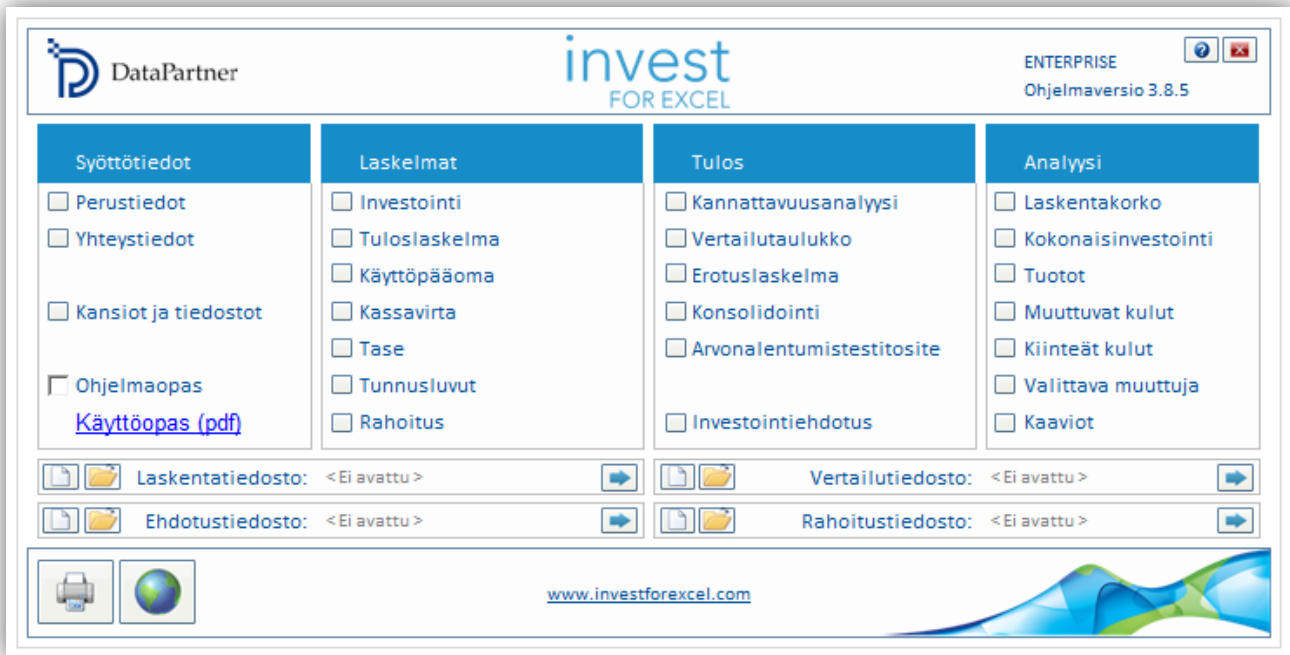 DataPartner
invest
FOR EXCEL
ENTERPRISE
Ohjelmaversio 3.8.5
Syöttötiedot
Perustiedot
Yhteystiedot
Kansiot ja tiedostot
Ohjelmaopas
Käyttöopas (pdf)
Laskelmat
Investointi
Tuloslaskelma
Käyttöpääoma
Kassavirta
Tase
Tunnusluvut
Rahoitus
Tulos
Kannattavuusanalyysi
Vertailutaulukko
Erotuslaskelma
Konsolidointi
Arvonalentumistestitosite
Investointiehdotus
Analyysi
Laskentakorko
Kokonaisinvestointi
Tuotot
Muuttuvat kulut
Kiinteät kulut
Valittava muuttuja
Kaaviot
Laskentatiedosto: <Ei avattu>
Vertailutiedosto: <Ei avattu>
Ehdotustiedosto: <Ei avattu>
Rahoitustiedosto: <Ei avattu>
www.investforexcel.com